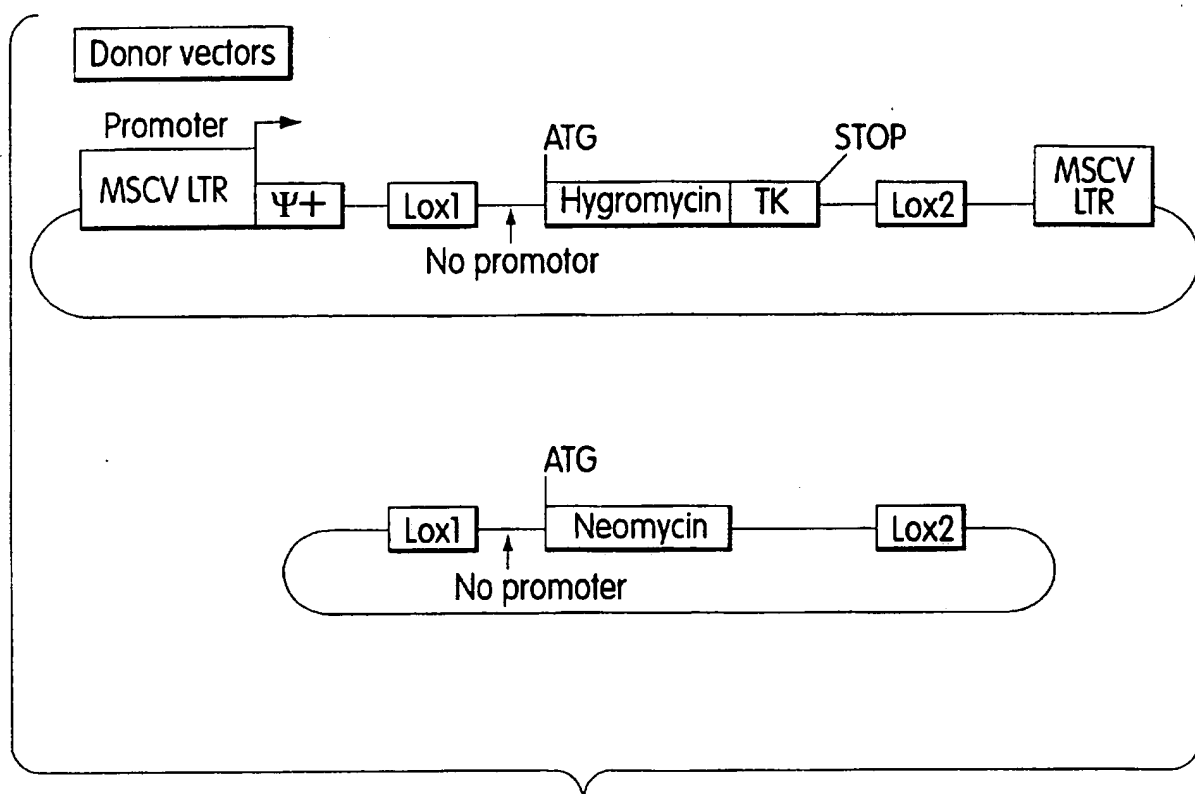 Donor vectors
Promoter
ATG
STOP
MSCV LTR
Ψ+
Lox1
Hygromycin
TK
Lox2
MSCV
LTR
No promotor
ATG
Lox1
Neomycin
Lox2
No promoter